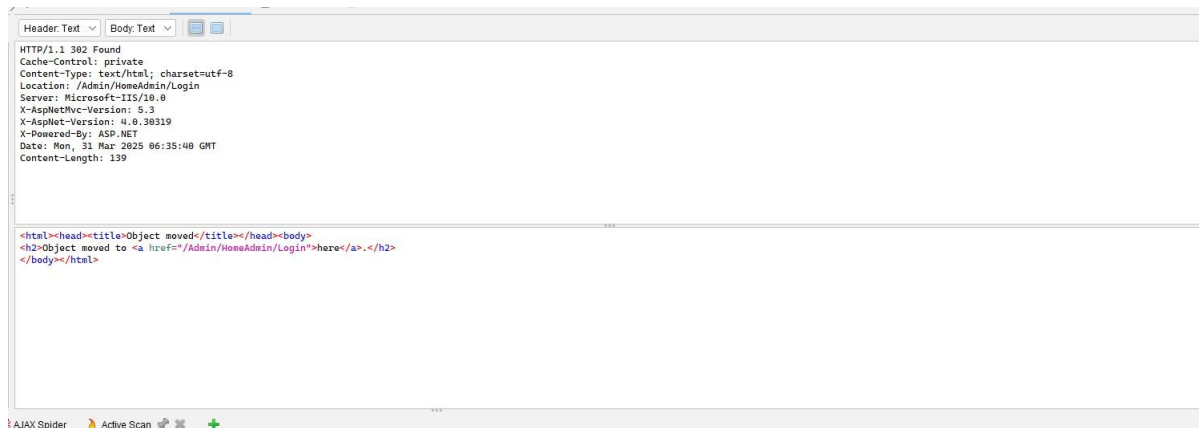 Header: Text Body: Text
HTTP/1.1 302 Found
Cache-Control: private
Content-Type: text/html; charset=utf-8
Location: /Admin/HomeAdmin/Login
Server: Microsoft-IIS/10.0
X-AspNetMvc-Version: 5.3
X-AspNet-Version: 4.0.30319
X-Powered-By: ASP.NET
Date: Mon, 31 Mar 2025 06:35:40 GMT
Content-Length: 139
<html><head><title>Object moved</title></head><body>
<h2>Object moved to <a href="/Admin/HomeAdmin/Login">here</a>.</h2>
</body></html>
AJAX Spider Active Scan